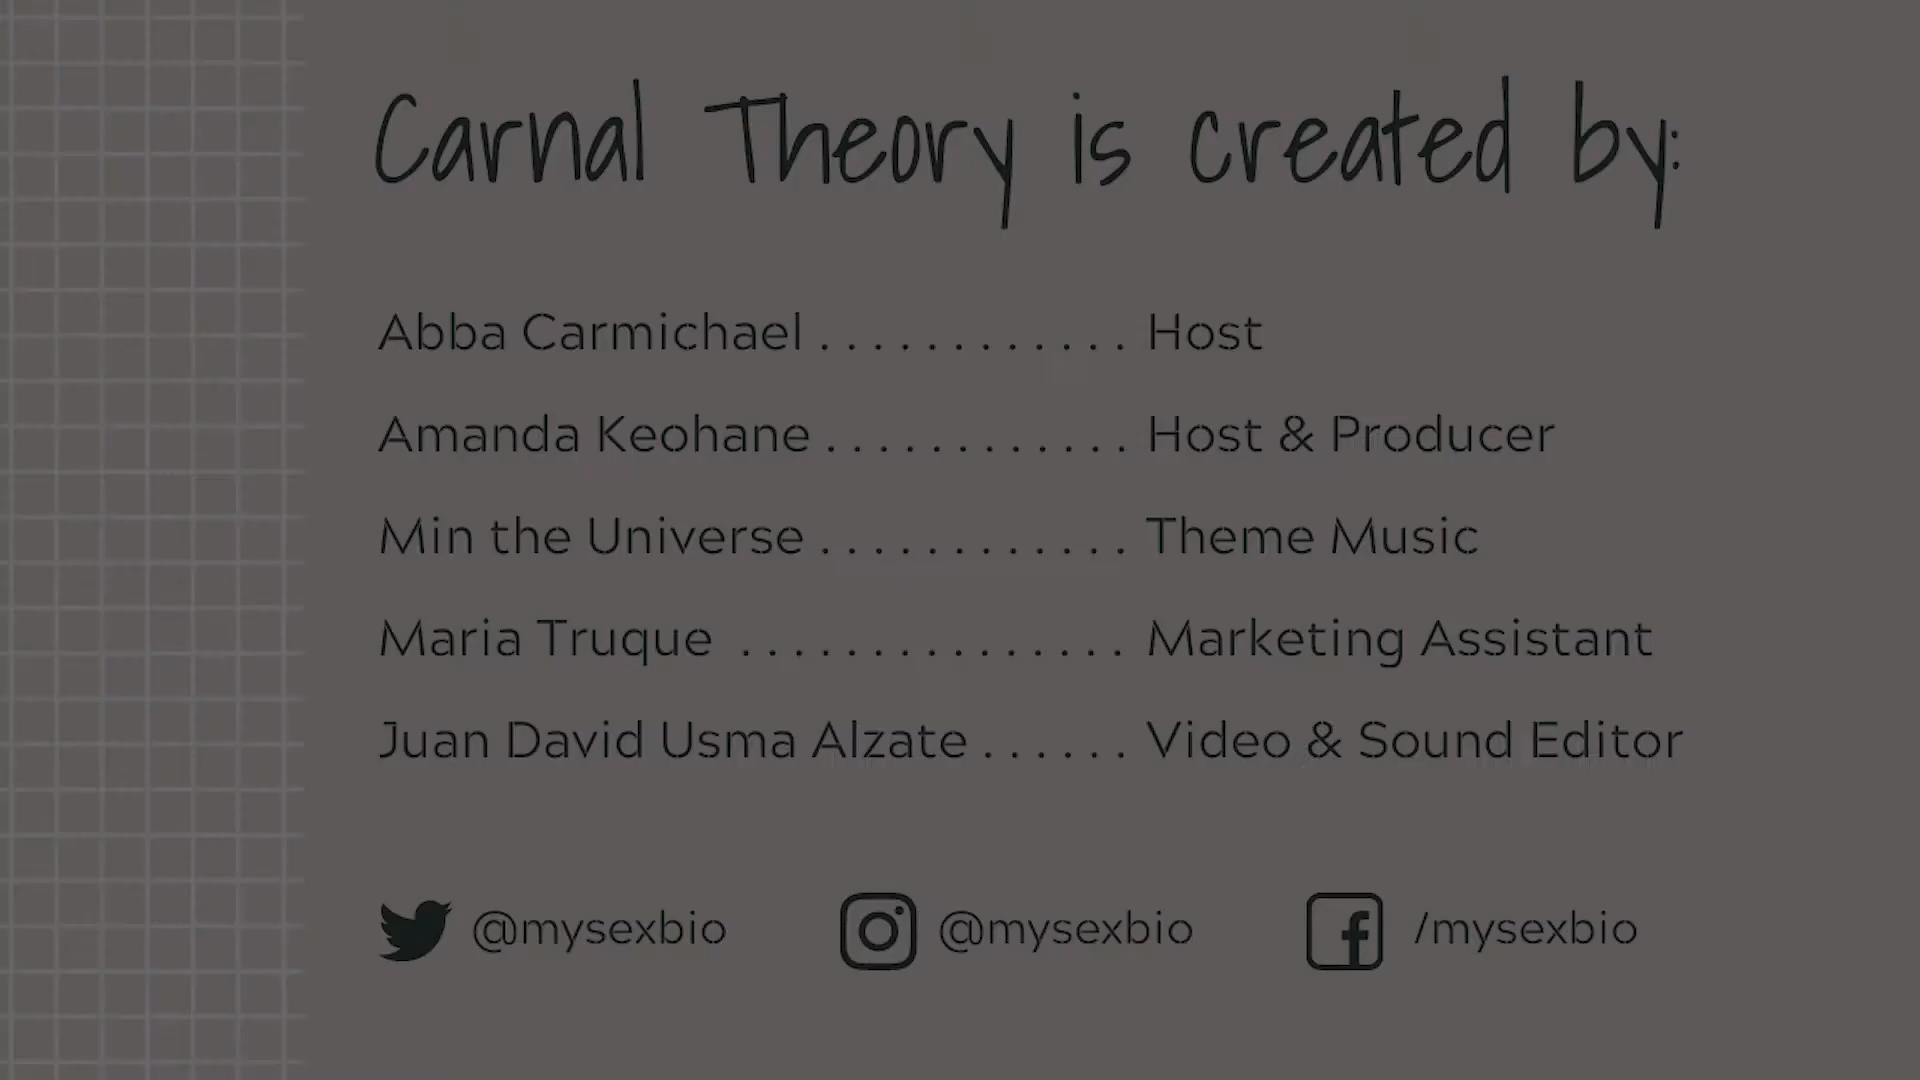 Carnal Theory is created by:
Abba Carmichael . . . . . . . . . . . . Host
Amanda Keohane . . . . . . . . . . . . Host & Producer
Min the Universe . . . . . . . . . . . . Theme Music
Maria Truque . . . . . . . . . . . . . . . Marketing Assistant
Juan David Usma Alzate . . . . . . Video & Sound Editor
@mysexbio @mysexbio /mysexbio